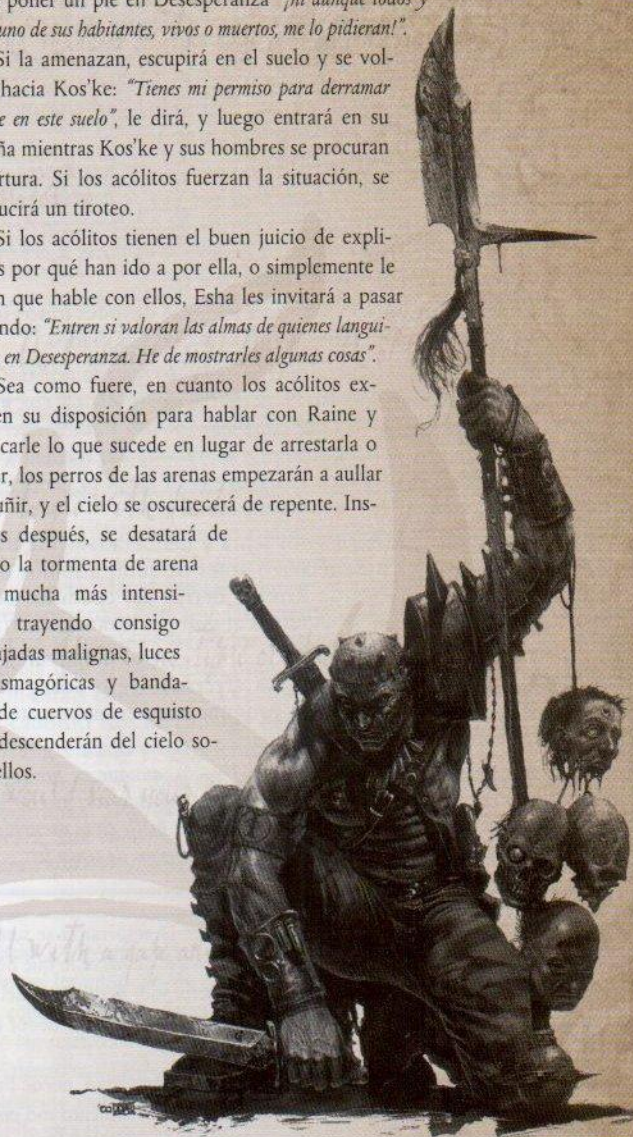 poner un pie en Desesperanza "¡ni aunque todos y
uno de sus habitantes, vivos o muertos, me lo pidieran!".
Si la amenazan, escupirá en el suelo y se vol-
hacia Kos'ke: "Tienes mi permiso para derramar
e en este suelo", le dirá, y luego entrará en su
ña mientras Kos'ke y sus hombres se procuran
rtura. Si los acólitos fuerzan la situación, se
ucirá un tiroteo.
Si los acólitos tienen el buen juicio de expli-
s por qué han ido a por ella, o simplemente le
n que hable con ellos, Esha les invitará a pasar
ndo: "Entren si valoran las almas de quienes langui-
en Desesperanza. He de mostrarles algunas cosas".
Sea como fuere, en cuanto los acólitos ex-
en su disposición para hablar con Raine y
carle lo que sucede en lugar de arrestarla o
r, los perros de las arenas empezarán a aullar
uñir, y el cielo se oscurecerá de repente. Ins-
s después, se desatará de
o la tormenta de arena
mucha más intensi-
trayendo consigo
jadas malignas, luces
smagóricas y banda-
de cuervos de esquisto
descenderán del cielo so-
ellos.